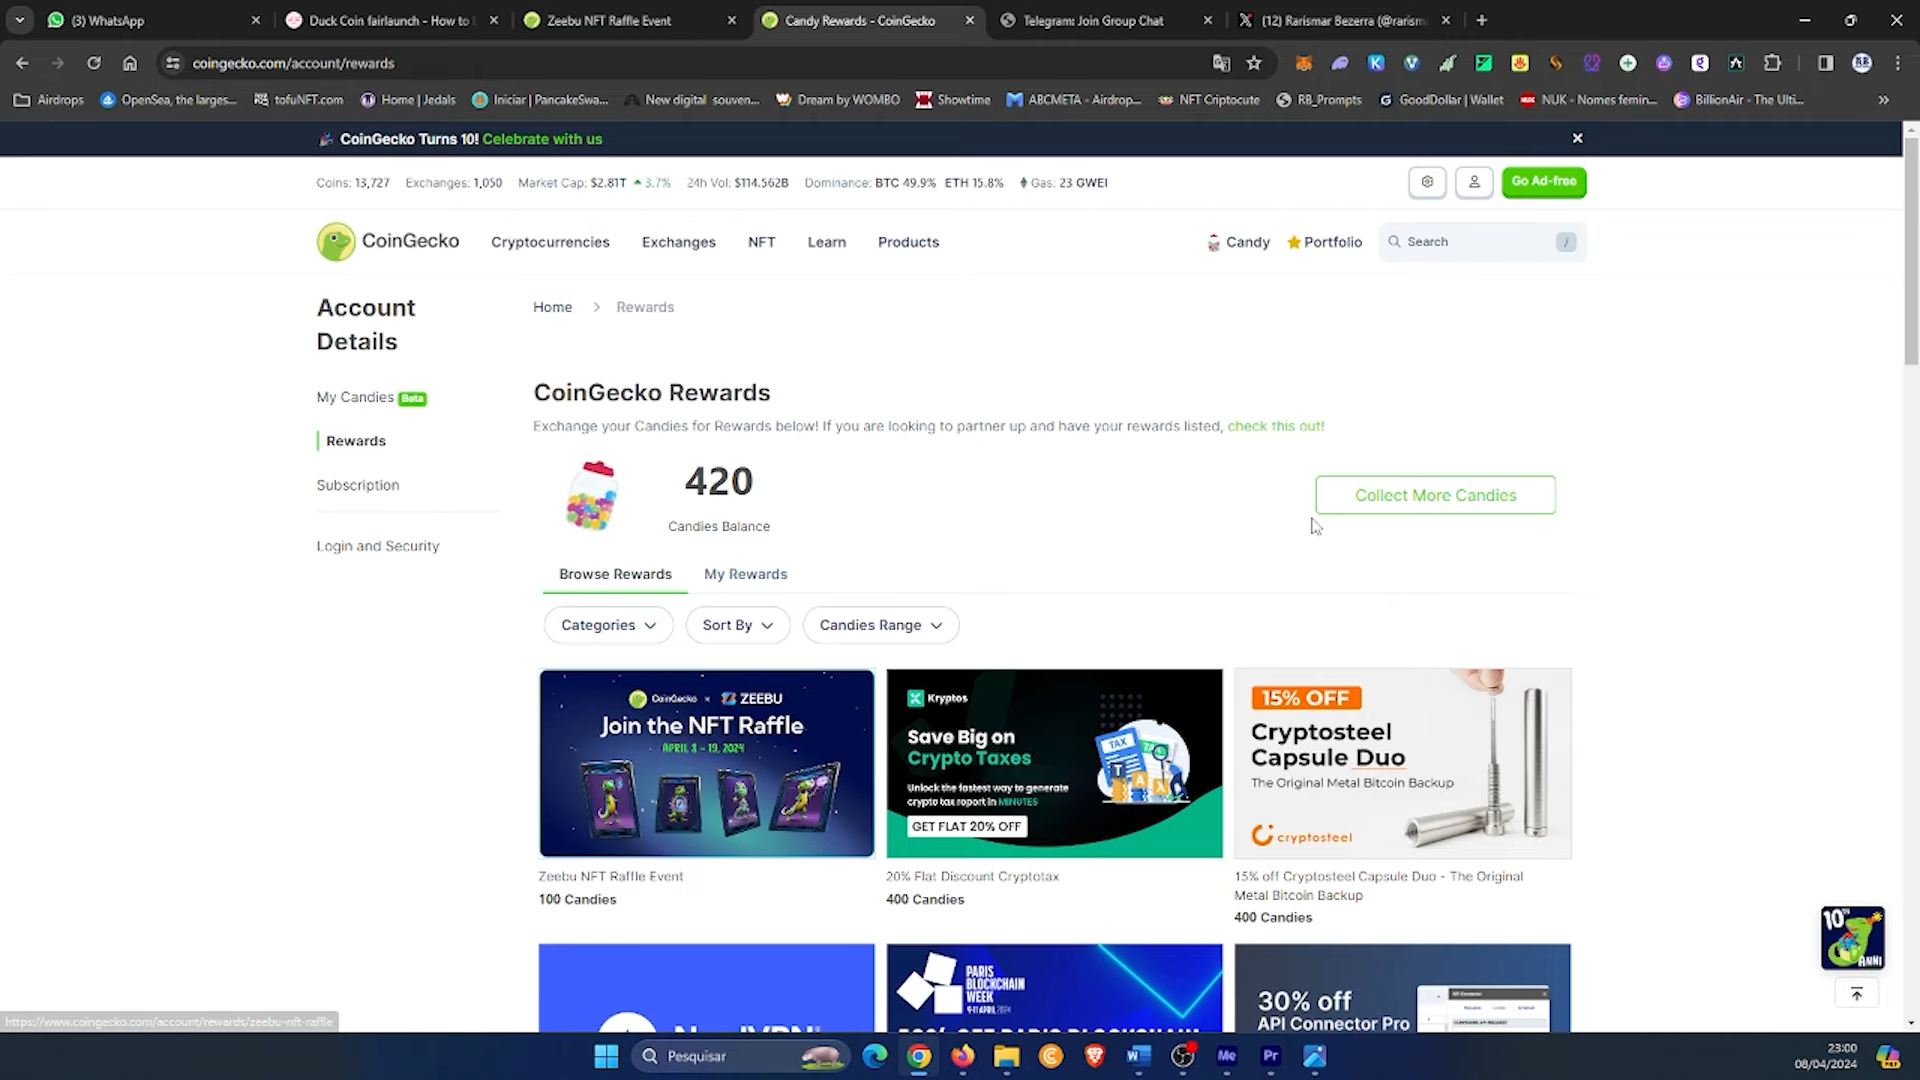 (3) WhatsApp
Duck Coin fairlaunch - How to
Zeebu NFT Raffle Event
Candy Rewards - CoinGecko
Telegram: Join Group Chat
(12) Rarismar Bezerra (@rarism
coingecko.com/account/rewards
Airdrops
OpenSea, the larges...
tofuNFT.com
Home | Jedals
Iniciar | PancakeSwa...
New digital souven...
Dream by WOMBO
Showtime
ABCMETA - Airdrop...
NFT Criptocute
RB_Prompts
GoodDollar | Wallet
NUK - Nomes femin...
BillionAir - The Ulti...
CoinGecko Turns 10! Celebrate with us
Coins: 13,727 Exchanges: 1,050 Market Cap: $2.81T 3.7% 24h Vol: $114.562B Dominance: BTC 49.9% ETH 15.8% Gas: 23 GWEI
Go Ad-free
CoinGecko
Cryptocurrencies
Exchanges
NFT
Learn
Products
Candy
Portfolio
Search
/
Account
Details
My Candies Beta
Rewards
Subscription
Login and Security
Home > Rewards
CoinGecko Rewards
Exchange your Candies for Rewards below! If you are looking to partner up and have your rewards listed, check this out!
420
Candies Balance
Collect More Candies
Browse Rewards
My Rewards
Categories
Sort By
Candies Range
CoinGecko × ZEEBU
Join the NFT Raffle
APRIL 8 - 19, 2024
Zeebu NFT Raffle Event
100 Candies
Kryptos
Save Big on
Crypto Taxes
Unlock the fastest way to generate
crypto tax report in MINUTES
GET FLAT 20% OFF
TAX
T A X
20% Flat Discount Cryptotax
400 Candies
15% OFF
Cryptosteel
Capsule Duo
The Original Metal Bitcoin Backup
cryptosteel
15% off Cryptosteel Capsule Duo - The Original
Metal Bitcoin Backup
400 Candies
PARIS
BLOCKCHAIN
WEEK
30% off
API Connector Pro
10TH
ANNI
https://www.coingecko.com/account/rewards/zeebu-nft-raffle
Pesquisar
Me
Pr
23:00
08/04/2024